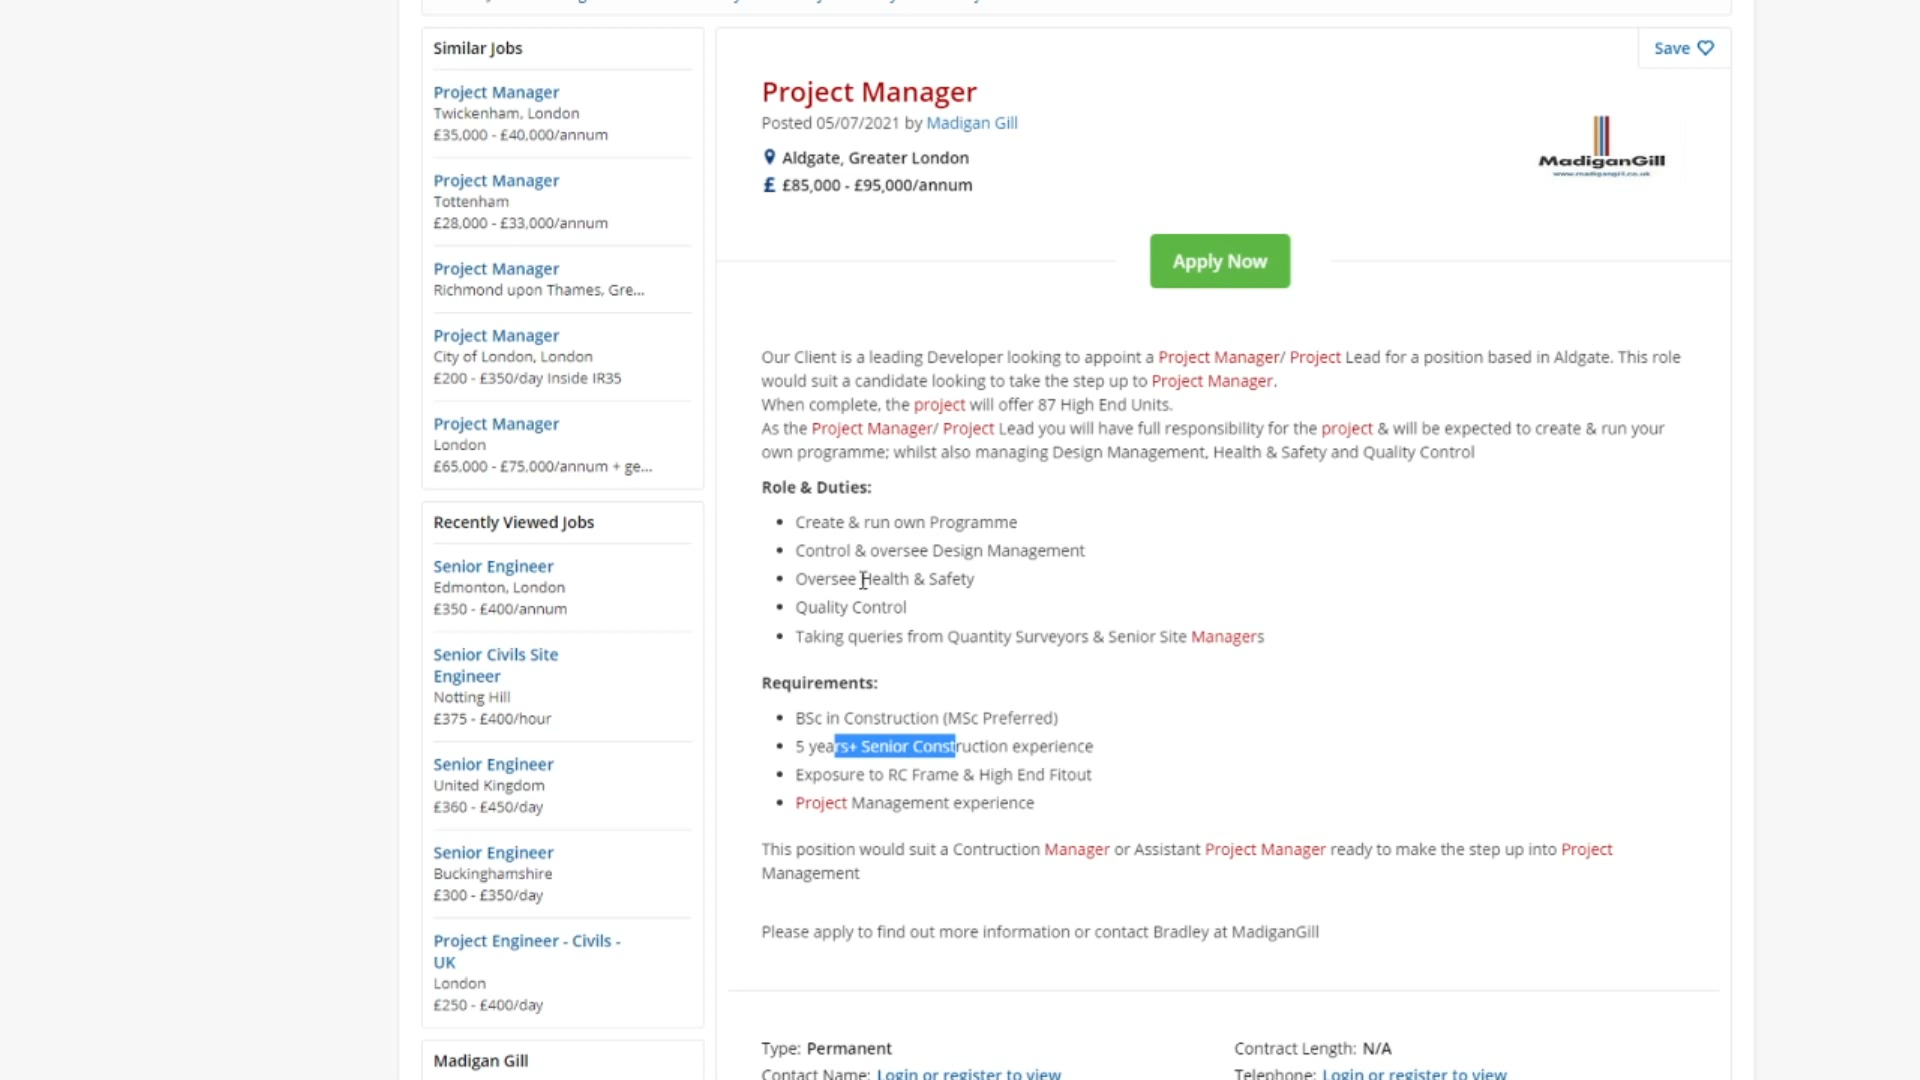 Similar Jobs
Project Manager
Twickenham, London
£35,000 - £40,000/annum
Project Manager
Tottenham
£28,000 - £33,000/annum
Project Manager
Richmond upon Thames, Gre...
Project Manager
City of London, London
£200 - £350/day Inside IR35
Project Manager
London
£65,000 - £75,000/annum + ge...
Recently Viewed Jobs
Senior Engineer
Edmonton, London
£350 - £400/annum
Senior Civils Site
Engineer
Notting Hill
£375 - £400/hour
Senior Engineer
United Kingdom
£360 - £450/day
Senior Engineer
Buckinghamshire
£300 - £350/day
Project Engineer - Civils -
UK
London
£250 - £400/day
Madigan Gill
Save
Project Manager
Posted 05/07/2021 by Madigan Gill
Aldgate, Greater London
£ £85,000 - £95,000/annum
MadiganGill
www.madigangill.co.uk
Apply Now
Our Client is a leading Developer looking to appoint a Project Manager/ Project Lead for a position based in Aldgate. This role
would suit a candidate looking to take the step up to Project Manager.
When complete, the project will offer 87 High End Units.
As the Project Manager/ Project Lead you will have full responsibility for the project & will be expected to create & run your
own programme; whilst also managing Design Management, Health & Safety and Quality Control
Role & Duties:
• Create & run own Programme
• Control & oversee Design Management
• Oversee Health & Safety
• Quality Control
• Taking queries from Quantity Surveyors & Senior Site Managers
Requirements:
• BSc in Construction (MSc Preferred)
• 5 years+ Senior Construction experience
• Exposure to RC Frame & High End Fitout
• Project Management experience
This position would suit a Contruction Manager or Assistant Project Manager ready to make the step up into Project
Management
Please apply to find out more information or contact Bradley at MadiganGill
Type: Permanent
Contract Length: N/A
Contact Name: Login or register to view
Telephone: Login or register to view